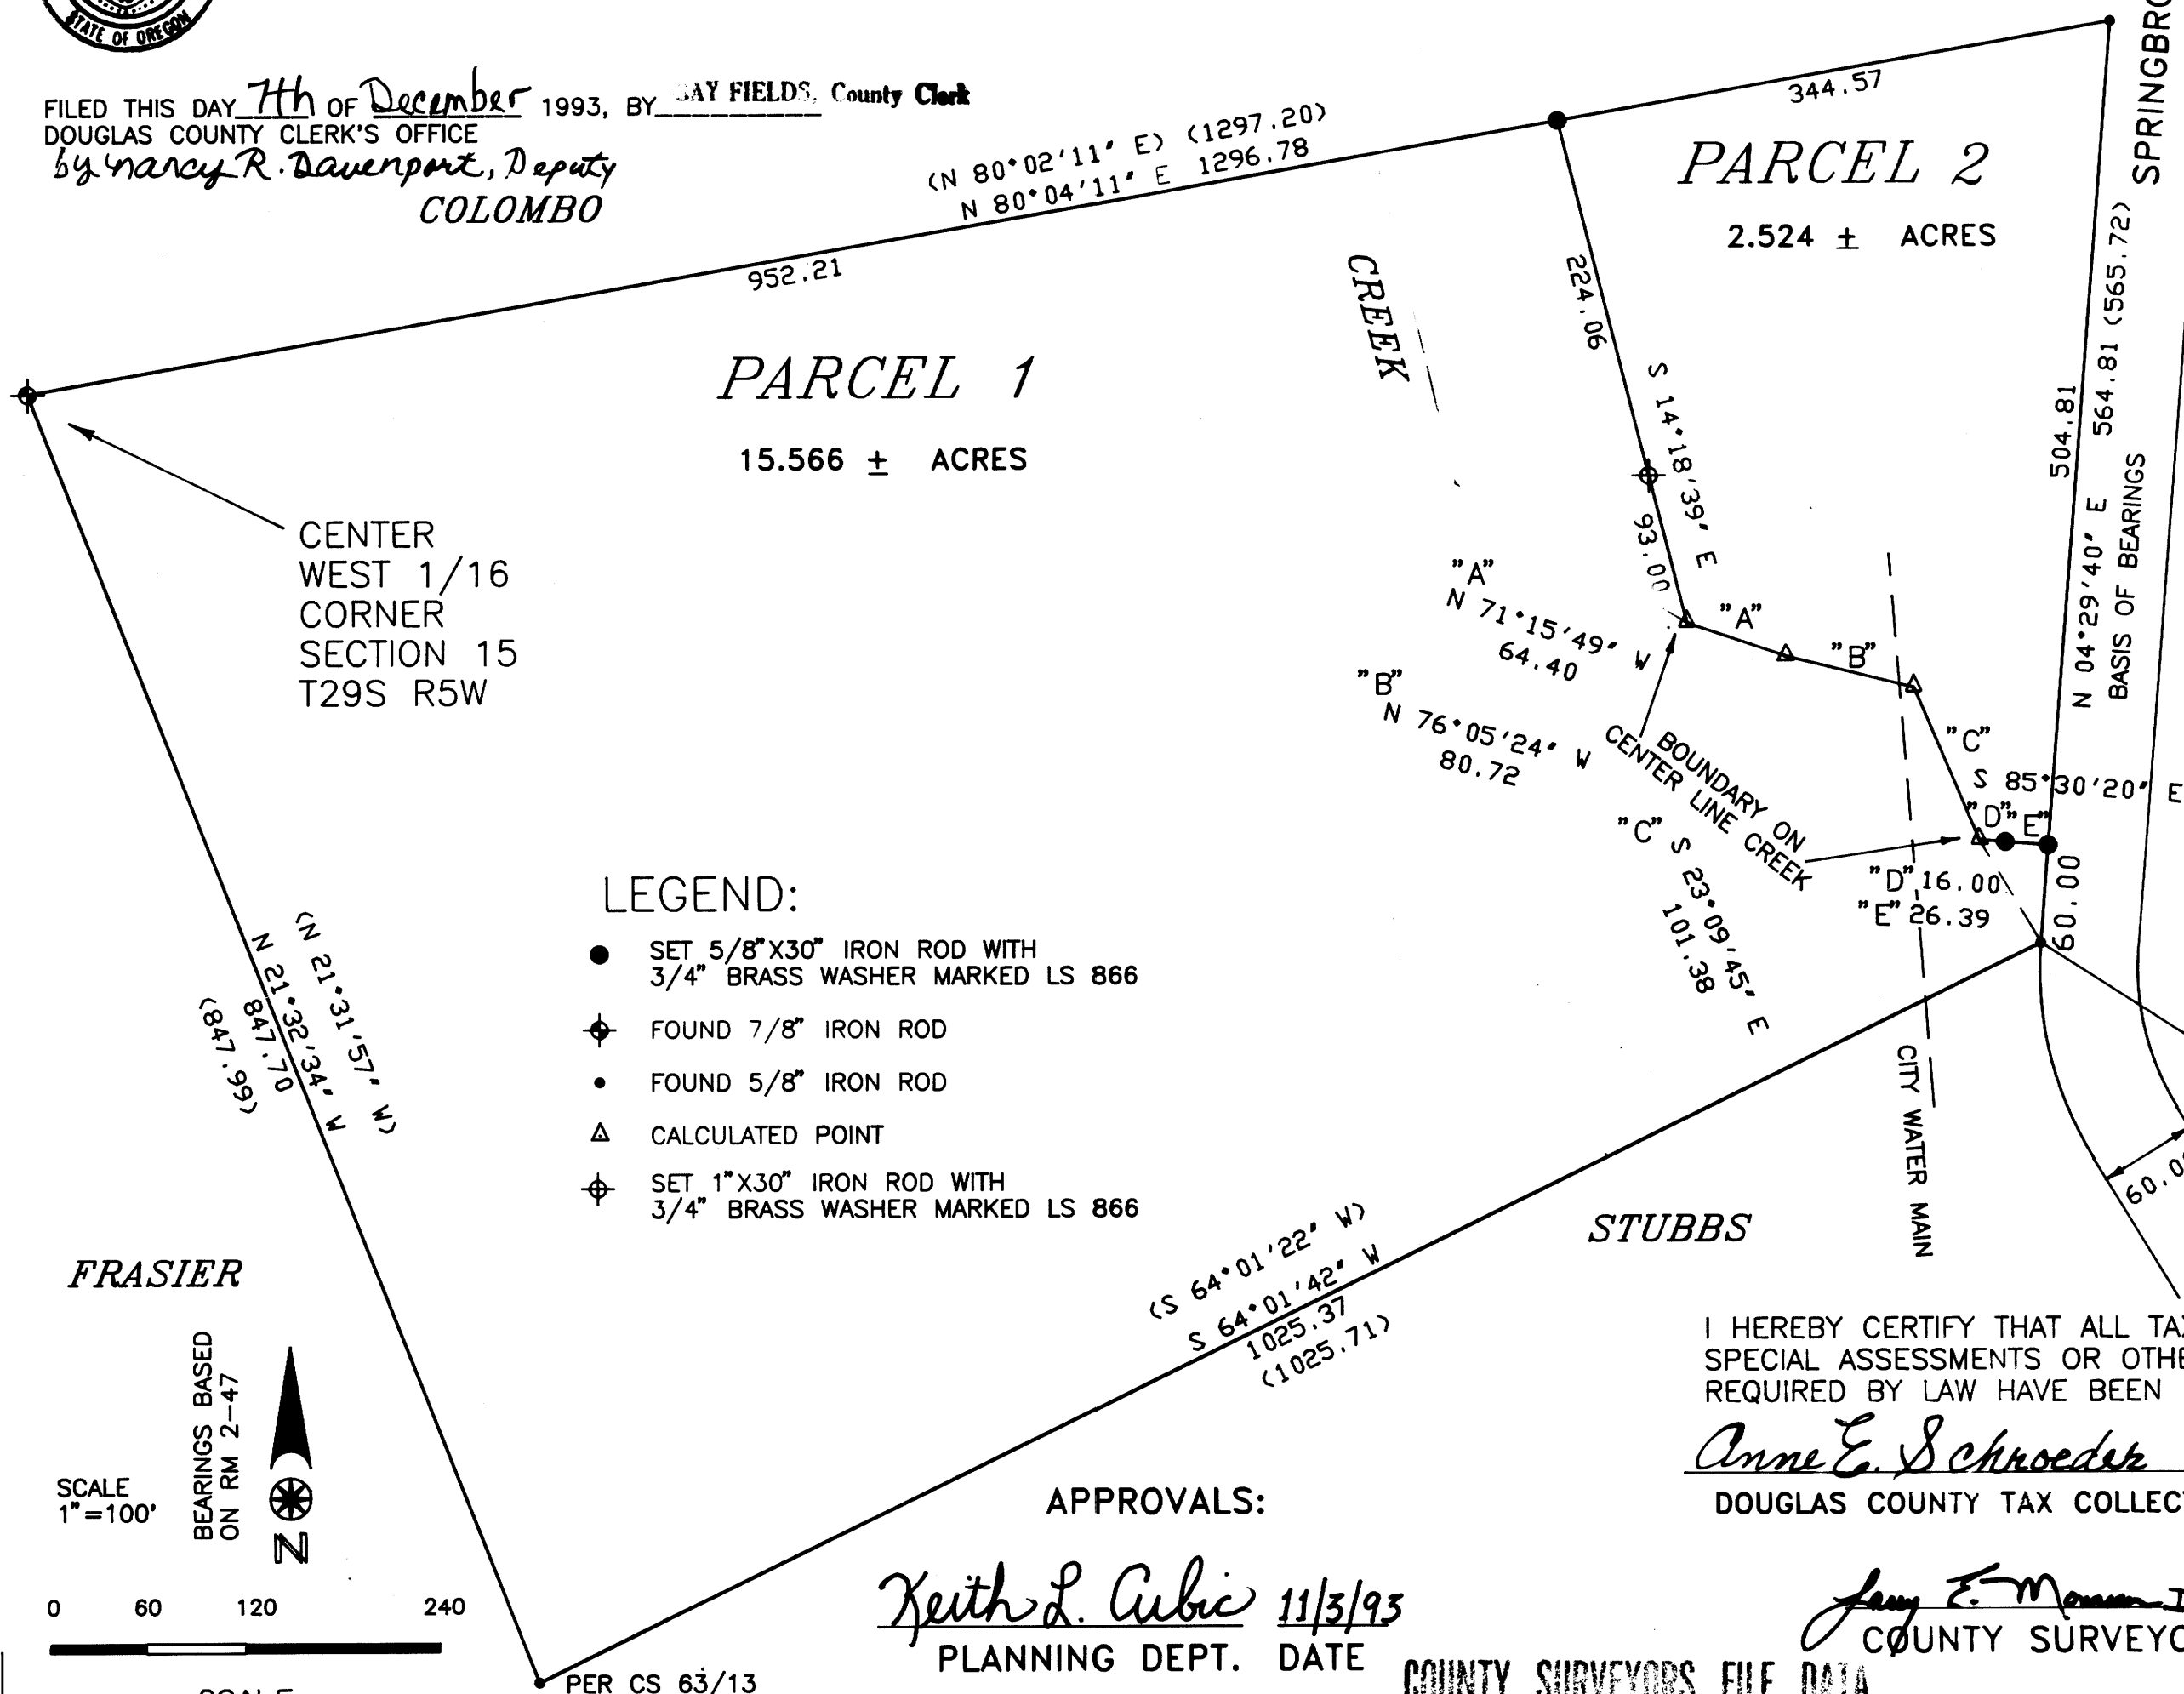 STATE OF OREGON
FILED THIS DAY 7th OF December 1993, BY FIELDS, County Clerk
DOUGLAS COUNTY CLERK'S OFFICE
by Nancy R. Davenport, Deputy
COLOMBO
(N 80°02'11" E) (1297.20)
N 80°04'11" E 1296.78
952.21
344.57
PARCEL 2
2.524 ± ACRES
CREEK
224.06
S 14°18'39" E
93.00
PARCEL 1
15.566 ± ACRES
504.81
N 04°29'40" E 564.81 (565.72)
BASIS OF BEARINGS
CENTER
WEST 1/16
CORNER
SECTION 15
T29S R5W
"A"
N 71°15'49" W
64.40
"A"
"B"
"B"
N 76°05'24" W
80.72
BOUNDARY ON
CENTER LINE CREEK
"C"
S 85°30'20" E
"D" "E"
"C" S 23°09'45" E
101.38
"D" 16.00
"E" 26.39
60.00
LEGEND:
SET 5/8"X30" IRON ROD WITH
3/4" BRASS WASHER MARKED LS 866
FOUND 7/8" IRON ROD
FOUND 5/8" IRON ROD
CALCULATED POINT
SET 1"X30" IRON ROD WITH
3/4" BRASS WASHER MARKED LS 866
(N 21°31'57" W)
N 21°32'34" W
847.70
(847.99)
CITY WATER MAIN
(S 64°01'22" W)
S 64°01'42" W
1025.37
(1025.71)
STUBBS
FRASIER
BEARINGS BASED
ON RM 2-47
N
SCALE
1"=100'
0 60 120 240
PER CS 63/13
I HEREBY CERTIFY THAT ALL
SPECIAL ASSESSMENTS OR
REQUIRED BY LAW HAVE BEEN
Anne E. Schroeder
DOUGLAS COUNTY TAX
APPROVALS:
Keith L. Cubic 11/3/93
PLANNING DEPT. DATE
COUNTY
COUNTY SURVEYORS FILE DATA